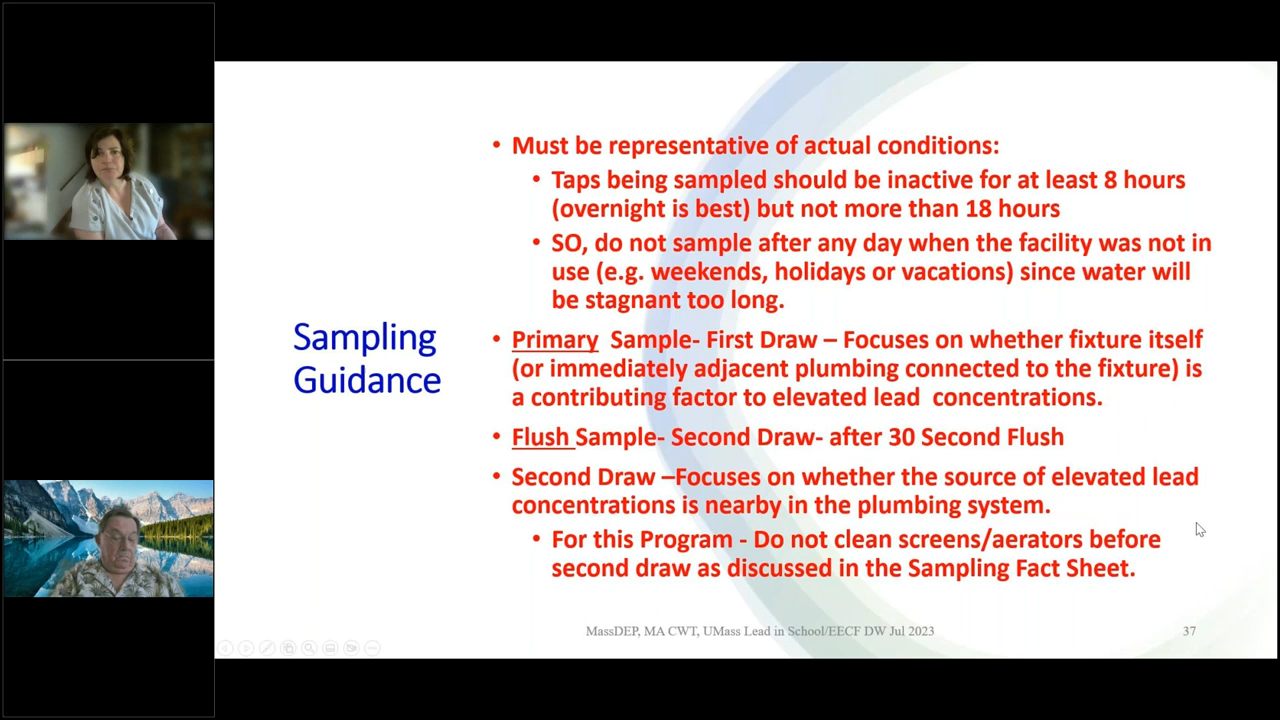 Sampling
Guidance
• Must be representative of actual conditions:
• Taps being sampled should be inactive for at least 8 hours
(overnight is best) but not more than 18 hours
• SO, do not sample after any day when the facility was not in
use (e.g. weekends, holidays or vacations) since water will
be stagnant too long.
• Primary Sample- First Draw – Focuses on whether fixture itself
(or immediately adjacent plumbing connected to the fixture) is
a contributing factor to elevated lead concentrations.
• Flush Sample- Second Draw- after 30 Second Flush
• Second Draw –Focuses on whether the source of elevated lead
concentrations is nearby in the plumbing system.
• For this Program - Do not clean screens/aerators before
second draw as discussed in the Sampling Fact Sheet.
MassDEP, MA CWT, UMass Lead in School/EECF DW Jul 2023
37